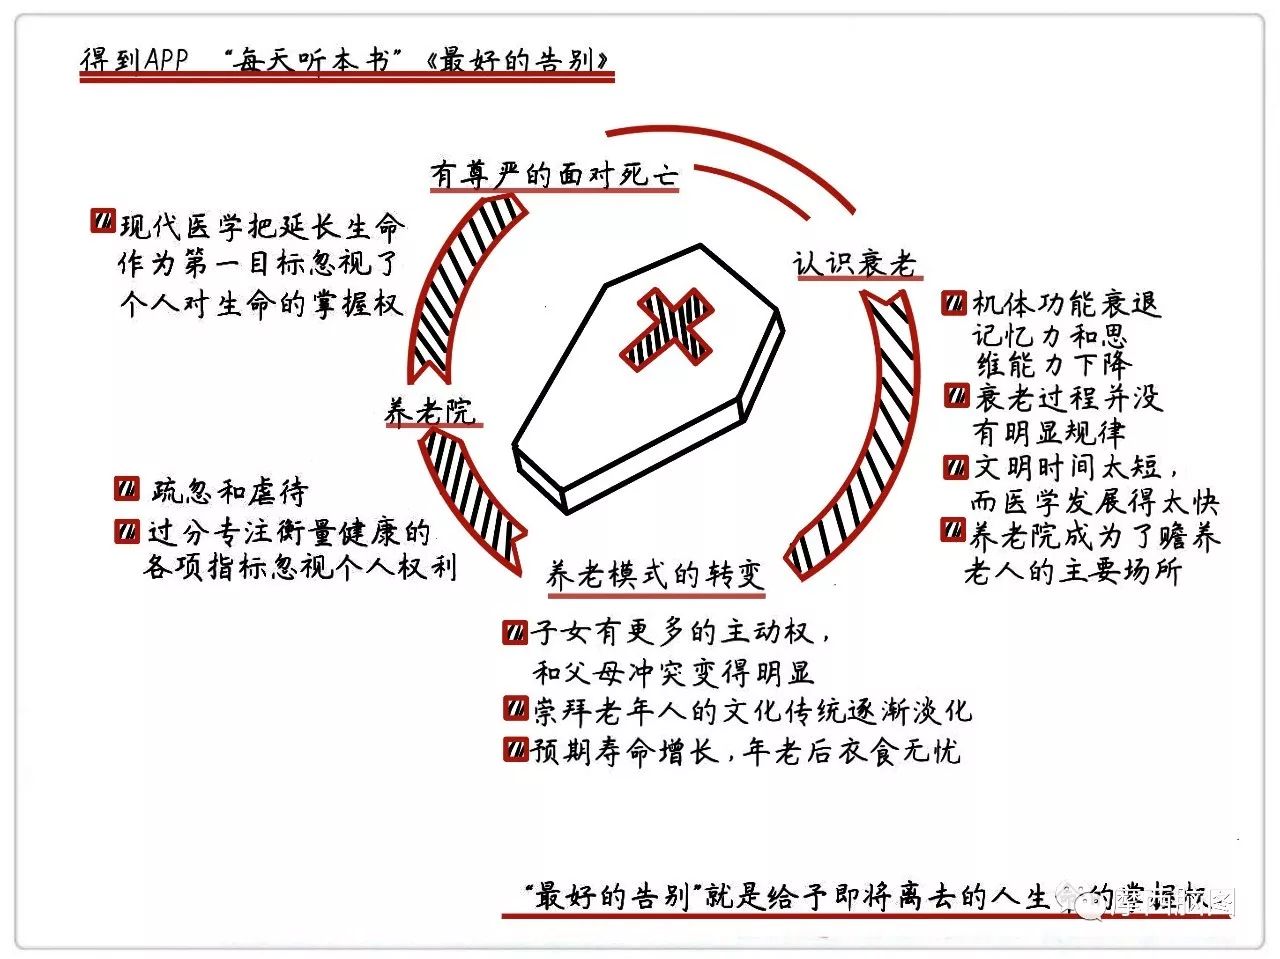 得到APP “每天听本书”《最好的告别》
有尊严的面对死亡
现代医学把延长生命
作为第一目标忽视了
个人对生命的掌握权
认识衰老
机体功能衰退
记忆力和思
维能力下降
衰老过程并没
有明显规律
文明时间太短，
而医学发展得太快
养老院成为了赡养
老人的主要场所
养老院
疏忽和虐待
过分专注衡量健康的
各项指标忽视个人权利
养老模式的转变
子女有更多的主动权，
和父母冲突变得明显
崇拜老年人的文化传统逐渐淡化
预期寿命增长，年老后衣食无忧
“最好的告别”就是给予即将离去的人生命的掌握权
摩西脑图